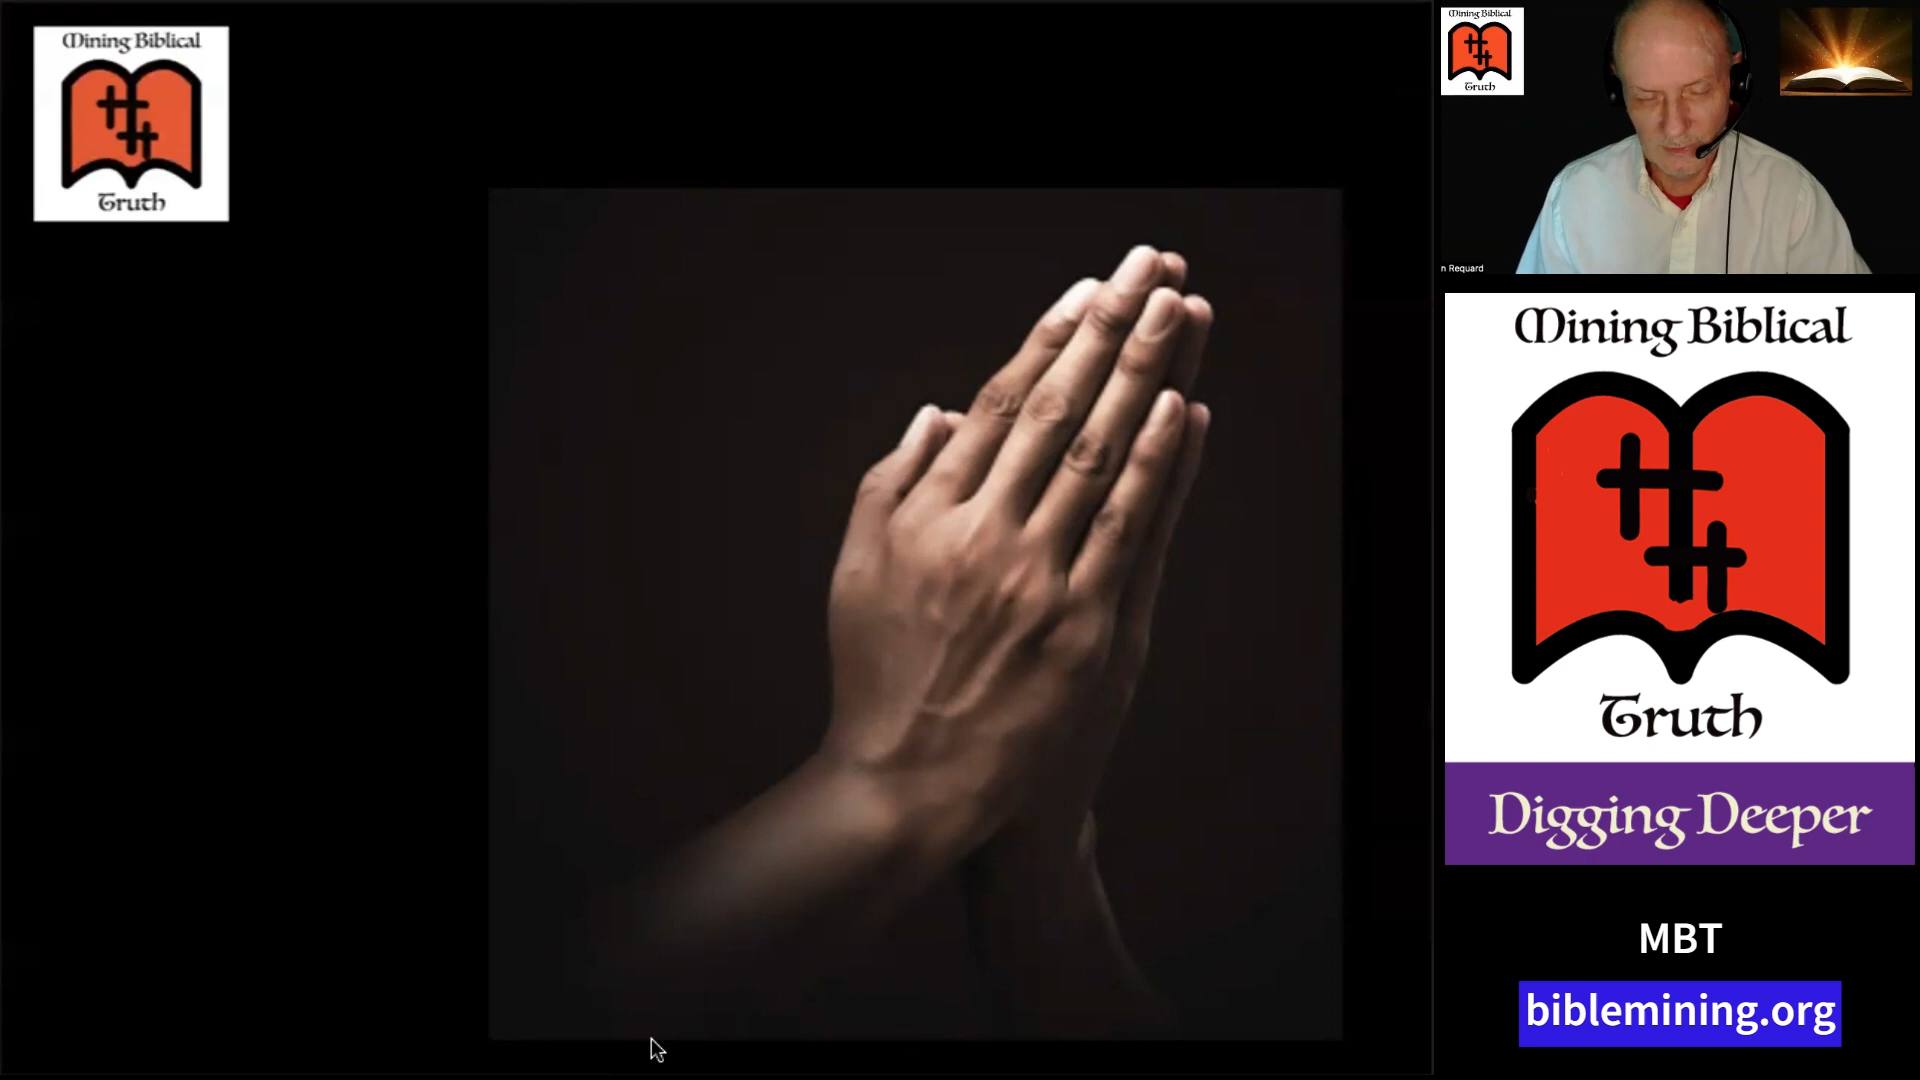 Mining Biblical
Truth
Mining Biblical
Truth
n Requard
Mining Biblical
Truth
Digging Deeper
MBT
biblemining.org